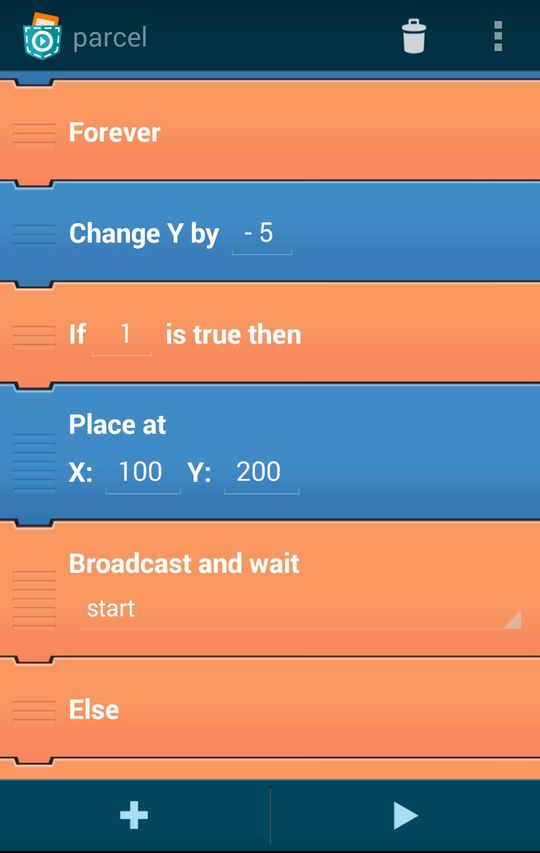 parcel
Forever
Change Y by - 5
If 1 is true then
Place at
X: 100 Y: 200
Broadcast and wait
start
Else